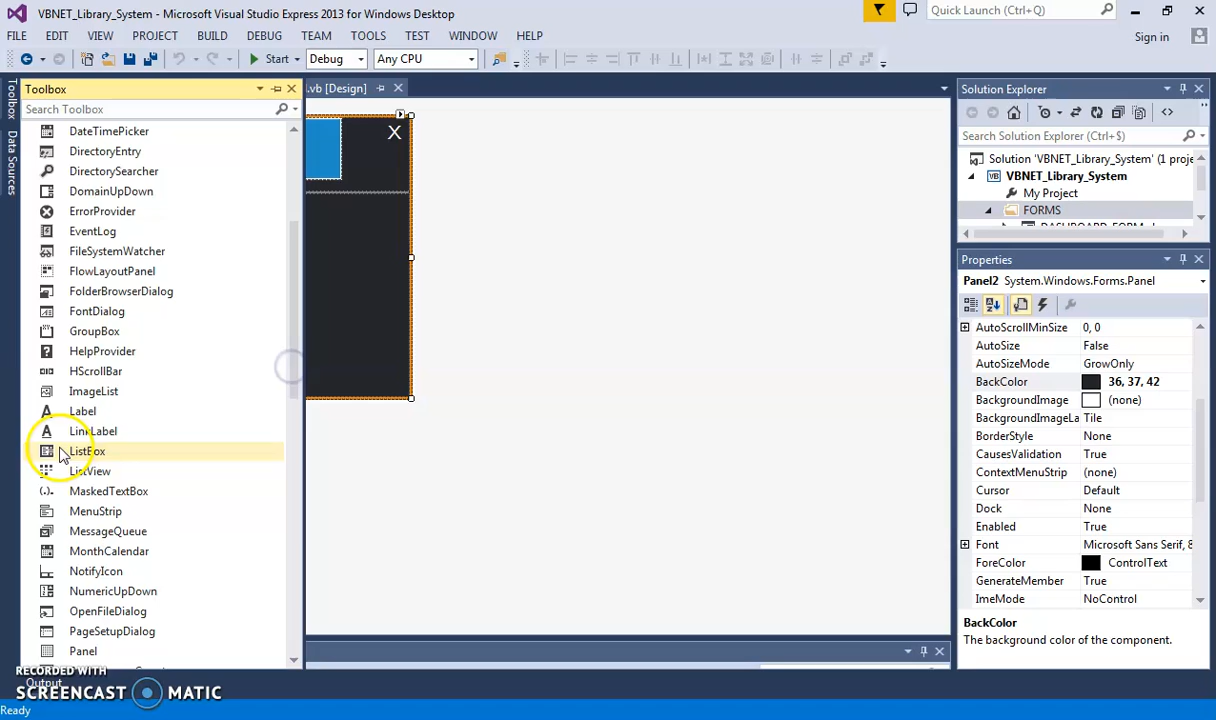 VBNET_Library_System - Microsoft Visual Studio Express 2013 for Windows Desktop
Quick Launch (Ctrl+Q)
FILE EDIT VIEW PROJECT BUILD DEBUG TEAM TOOLS TEST WINDOW HELP
Sign in
Start Debug Any CPU
Toolbox
Data Sources
Toolbox
Search Toolbox
DateTimePicker
DirectoryEntry
DirectorySearcher
DomainUpDown
ErrorProvider
EventLog
FileSystemWatcher
FlowLayoutPanel
FolderBrowserDialog
FontDialog
GroupBox
HelpProvider
HScrollBar
ImageList
Label
LinkLabel
ListBox
ListView
MaskedTextBox
MenuStrip
MessageQueue
MonthCalendar
NotifyIcon
NumericUpDown
OpenFileDialog
PageSetupDialog
Panel
.vb [Design]
X
Solution Explorer
Search Solution Explorer (Ctrl+$)
Solution 'VBNET_Library_System' (1 proje
VBNET_Library_System
My Project
FORMS
DASHBOARD_FORM
Properties
Panel2 System.Windows.Forms.Panel
AutoScrollMinSize 0, 0
AutoSize False
AutoSizeMode GrowOnly
BackColor 36, 37, 42
BackgroundImage (none)
BackgroundImageLa Tile
BorderStyle None
CausesValidation True
ContextMenuStrip (none)
Cursor Default
Dock None
Enabled True
Font Microsoft Sans Serif, 8
ForeColor ControlText
GenerateMember True
ImeMode NoControl
BackColor
The background color of the component.
RECORDED WITH
SCREENCAST MATIC
Output
Ready